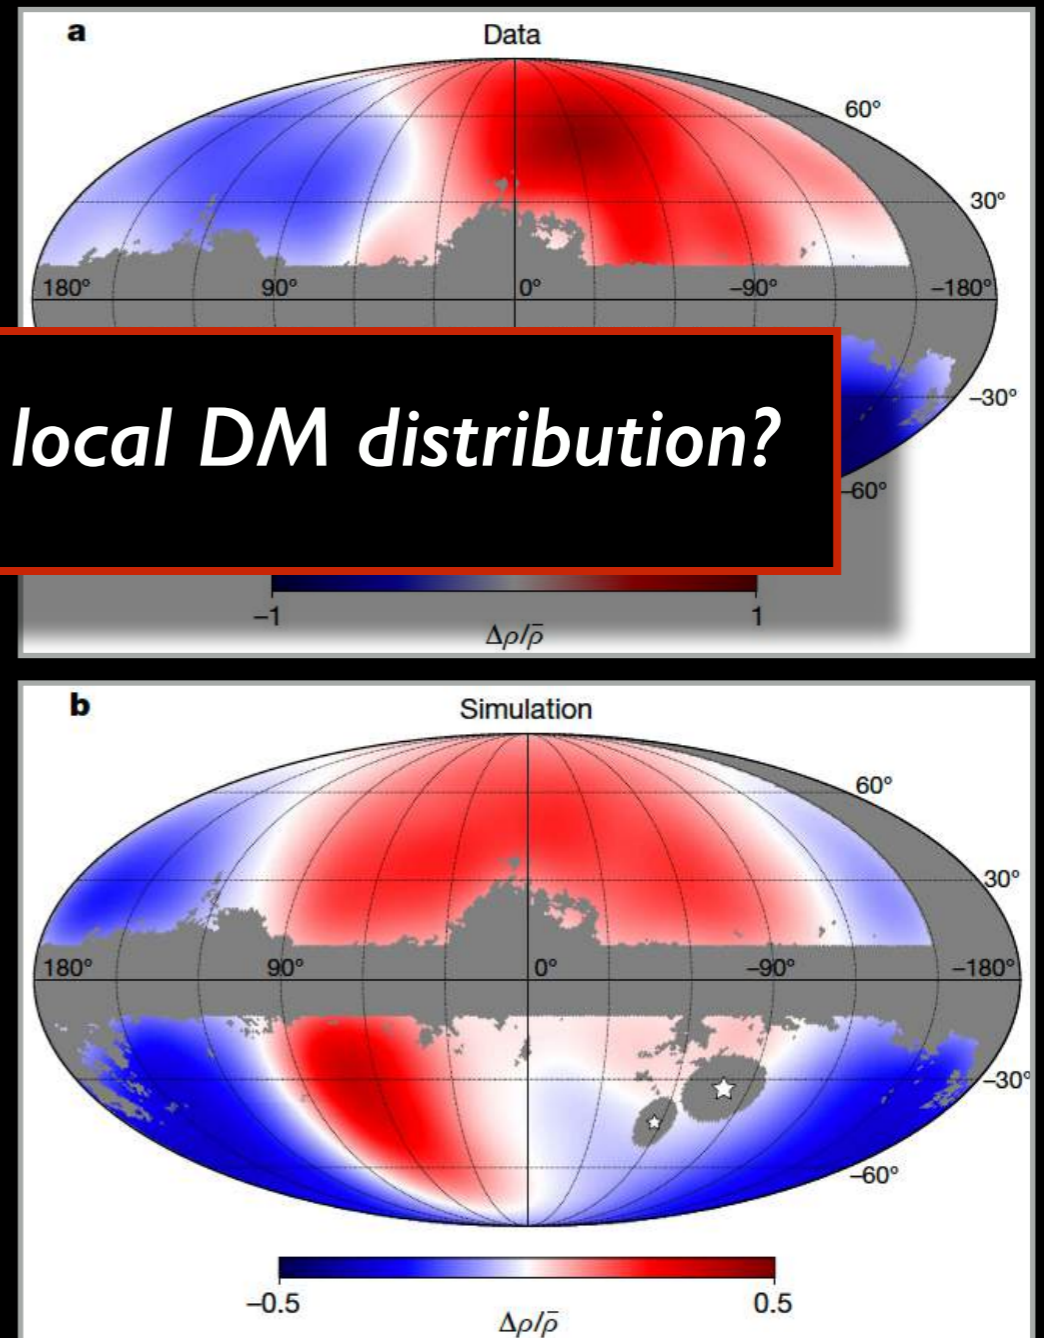 a
Data
60°
30°
180° 90° 0° –90° –180°
–30°
local DM distribution?
–60°
–1 1
Δρ/ρ̄
b
Simulation
60°
30°
180° 90° 0° –90° –180°
–30°
–60°
–0.5 0.5
Δρ/ρ̄